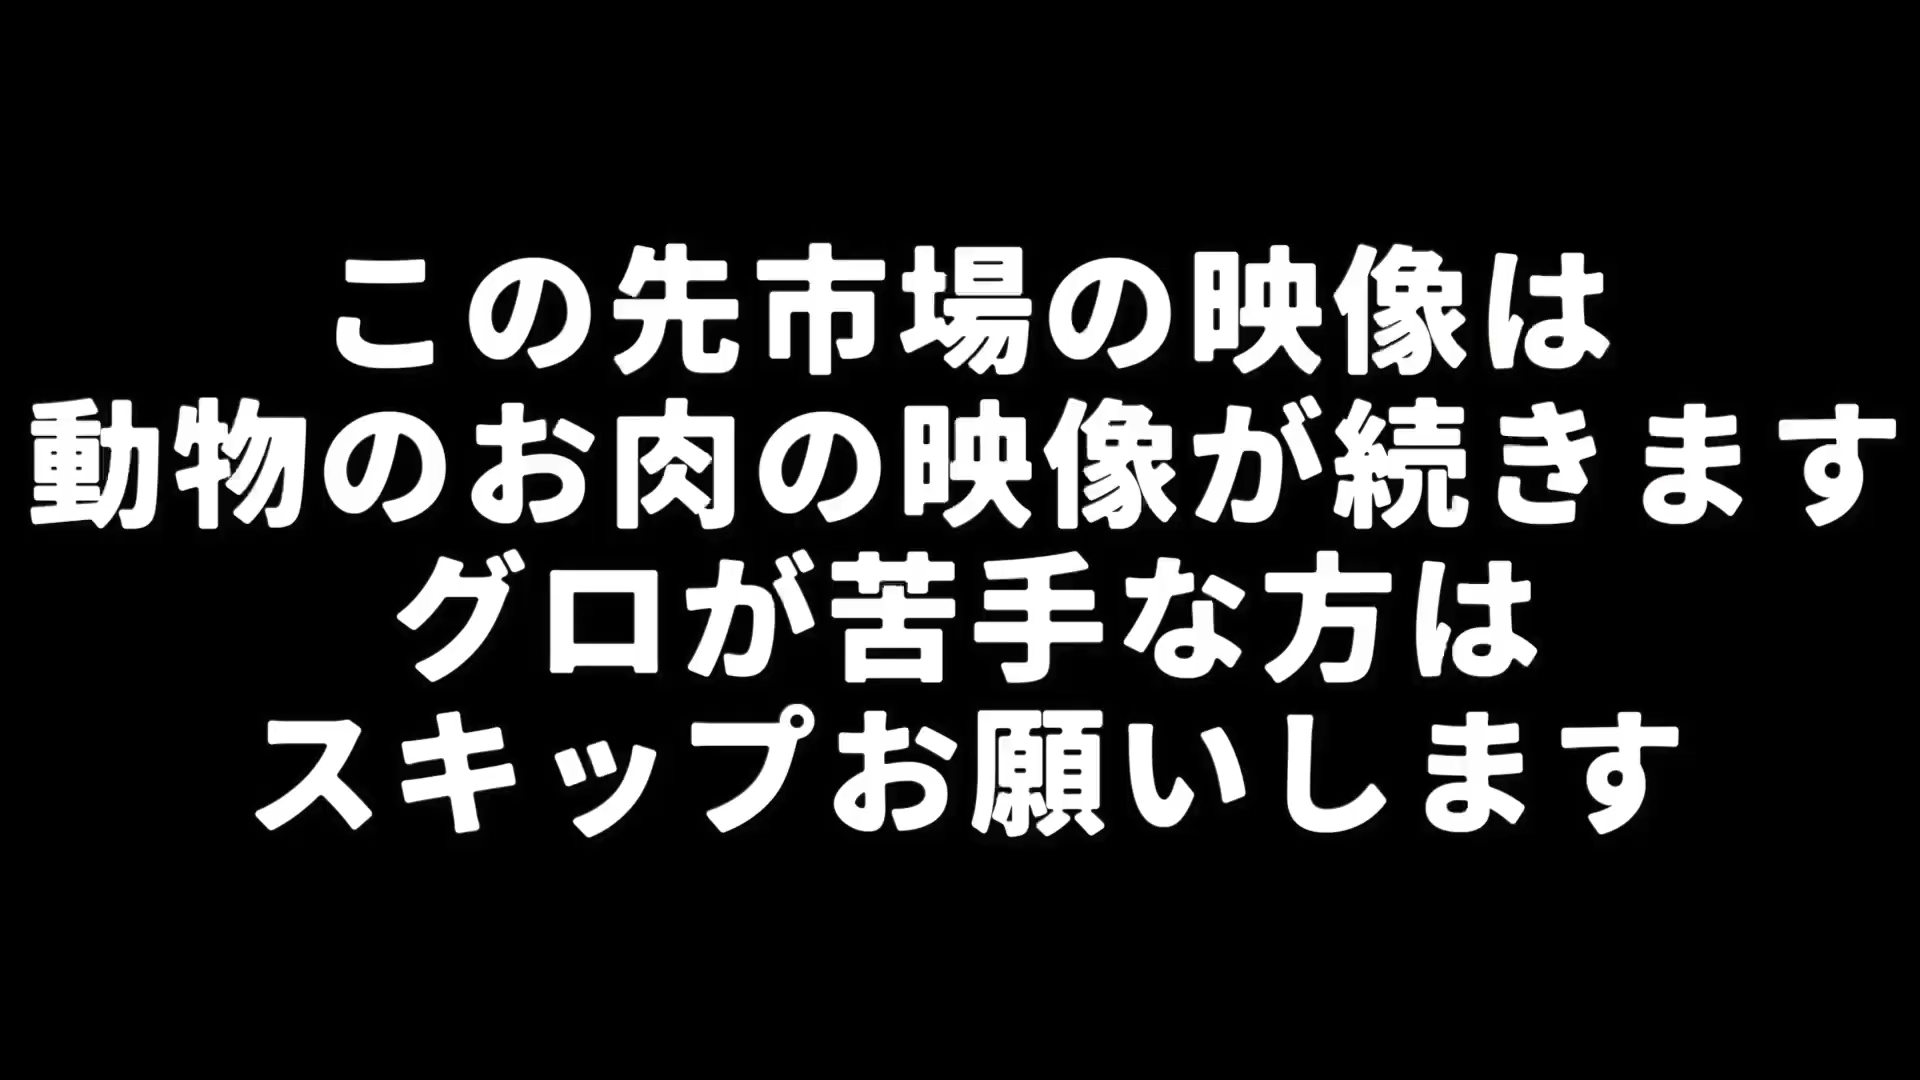 この先市場の映像は
動物のお肉の映像が続きます
グロが苦手な方は
スキップお願いします